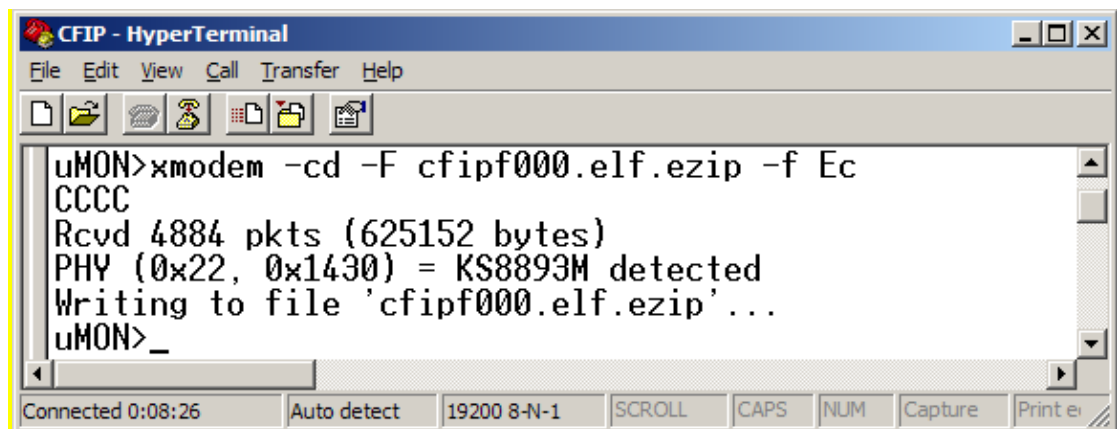 CFIP - HyperTerminal
File Edit View Call Transfer Help
uMON>xmodem -cd -F cfipf000.elf.ezip -f Ec
CCCC
Rcvd 4884 pkts (625152 bytes)
PHY (0x22, 0x1430) = KS8893M detected
Writing to file 'cfipf000.elf.ezip'...
uMON>_
Connected 0:08:26 Auto detect 19200 8-N-1 SCROLL CAPS NUM Capture Print e